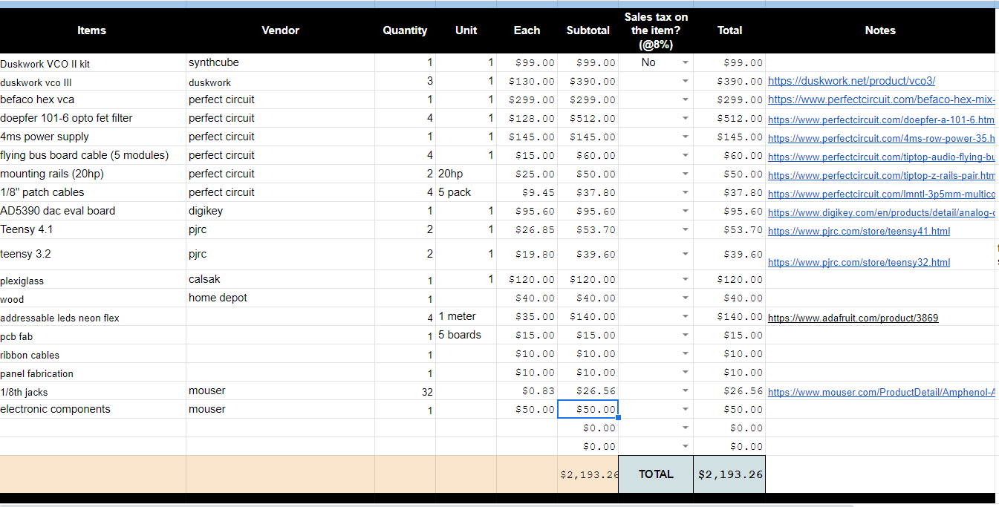 Items Vendor Quantity Unit Each Subtotal Sales tax on the item? (@8%) Total Notes
Duskwork VCO II kit synthcube 1 1 $99.00 $99.00 No $99.00
duskwork vco III duskwork 3 1 $130.00 $390.00 $390.00 https://duskwork.net/product/vco3/
befaco hex vca perfect circuit 1 1 $299.00 $299.00 $299.00 https://www.perfectcircuit.com/befaco-hex-mix-
doepfer 101-6 opto fet filter perfect circuit 4 1 $128.00 $512.00 $512.00 https://www.perfectcircuit.com/doepfer-a-101-6.htm
4ms power supply perfect circuit 1 1 $145.00 $145.00 $145.00 https://www.perfectcircuit.com/4ms-row-power-35.h
flying bus board cable (5 modules) perfect circuit 4 1 $15.00 $60.00 $60.00 https://www.perfectcircuit.com/tiptop-audio-flying-bu
mounting rails (20hp) perfect circuit 2 20hp $25.00 $50.00 $50.00 https://www.perfectcircuit.com/tiptop-z-rails-pair.htm
1/8" patch cables perfect circuit 4 5 pack $9.45 $37.80 $37.80 https://www.perfectcircuit.com/lmntl-3p5mm-multico
AD5390 dac eval board digikey 1 1 $95.60 $95.60 $95.60 https://www.digikey.com/en/products/detail/analog-
Teensy 4.1 pjrc 2 1 $26.85 $53.70 $53.70 https://www.pjrc.com/store/teensy41.html
teensy 3.2 pjrc 2 1 $19.80 $39.60 $39.60 https://www.pjrc.com/store/teensy32.html
plexiglass calsak 1 1 $120.00 $120.00 $120.00
wood home depot 1 $40.00 $40.00 $40.00
addressable leds neon flex 4 1 meter $35.00 $140.00 $140.00 https://www.adafruit.com/product/3869
pcb fab 1 5 boards $15.00 $15.00 $15.00
ribbon cables 1 $10.00 $10.00 $10.00
panel fabrication 1 $10.00 $10.00 $10.00
1/8th jacks mouser 32 $0.83 $26.56 $26.56 https://www.mouser.com/ProductDetail/Amphenol-A
electronic components mouser 1 $50.00 $50.00 $50.00
$0.00 $0.00
$0.00 $0.00
$2,193.26 TOTAL $2,193.26